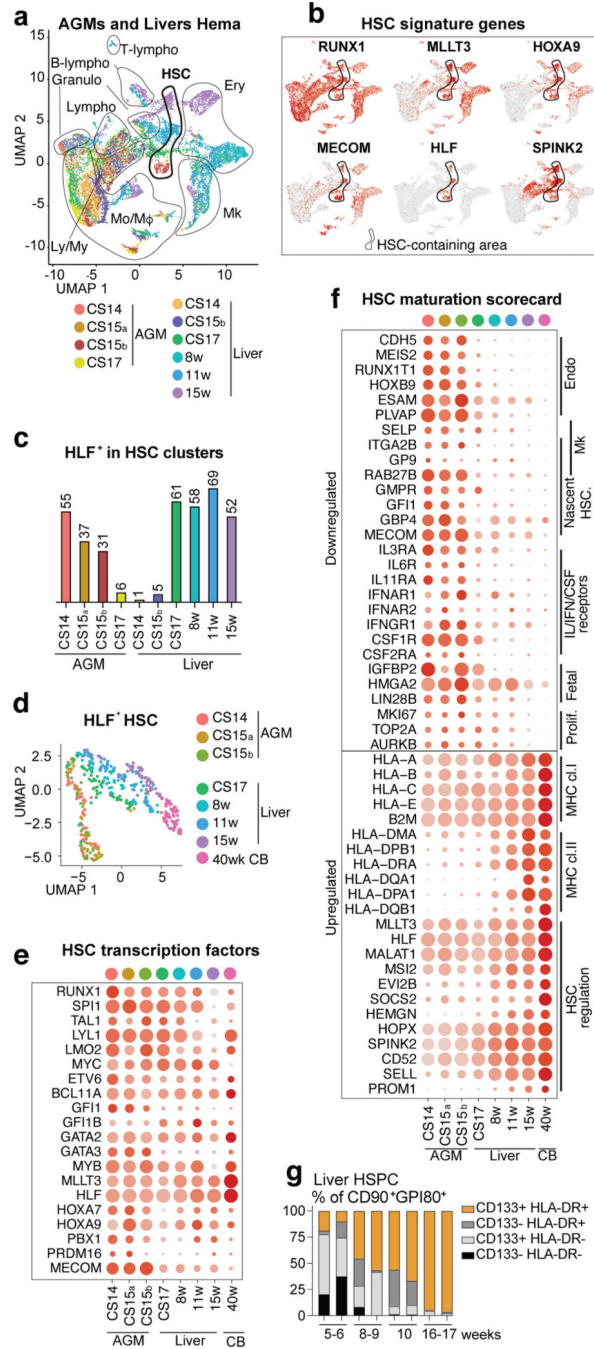 a
AGMs and Livers Hema
T-lympho
B-lympho
Granulo
HSC
Ery
Lympho
Mo/Mϕ
Mk
Ly/My
UMAP 2
15
10
5
0
-5
-10
-10 -5 0 5 10
UMAP 1
CS14
CS15a
CS15b
CS17
AGM
CS14
CS15b
CS17
8w
11w
15w
Liver
b
HSC signature genes
RUNX1 MLLT3 HOXA9
MECOM HLF SPINK2
HSC-containing area
c
HLF+ in HSC clusters
55 37 31 6 11 5 61 58 69 52
CS14 CS15a CS15b CS17 CS14 CS15b CS17 8w 11w 15w
AGM Liver
d
HLF+ HSC
UMAP 2
2.5
0
−2.5
−5.0
0 5
UMAP 1
CS14
CS15a
CS15b
AGM
CS17
8w
11w
15w
Liver
40wk CB
e
HSC transcription factors
RUNX1
SPI1
TAL1
LYL1
LMO2
MYC
ETV6
BCL11A
GFI1
GFI1B
GATA2
GATA3
MYB
MLLT3
HLF
HOXA7
HOXA9
PBX1
PRDM16
MECOM
CS14 CS15a CS15b CS17 8w 11w 15w 40w
AGM Liver CB
f
HSC maturation scorecard
Downregulated
CDH5
MEIS2
RUNX1T1
HOXB9
ESAM
PLVAP
SELP
ITGA2B
GP9
RAB27B
GMPR
GFI1
GBP4
MECOM
IL3RA
IL6R
IL11RA
IFNAR1
IFNAR2
IFNGR1
CSF1R
CSF2RA
IGFBP2
HMGA2
LIN28B
MKI67
TOP2A
AURKB
Endo
Mk
Nascent
HSC.
IL/IFN/CSF
receptors
Fetal
Prolif.
Upregulated
HLA−A
HLA−B
HLA−C
HLA−E
B2M
HLA−DMA
HLA−DPB1
HLA−DRA
HLA−DQA1
HLA−DPA1
HLA−DQB1
MLLT3
HLF
MALAT1
MSI2
EVI2B
SOCS2
HEMGN
HOPX
SPINK2
CD52
SELL
PROM1
MHC cl.I
MHC cl.II
HSC
regulation
CS14 CS15a CS15b CS17 8w 11w 15w 40w
AGM Liver CB
g
Liver HSPC
% of CD90+GPI80+
100
75
50
25
0
5-6 8-9 10 16-17 weeks
CD133+ HLA-DR+
CD133− HLA-DR+
CD133+ HLA-DR-
CD133- HLA-DR-